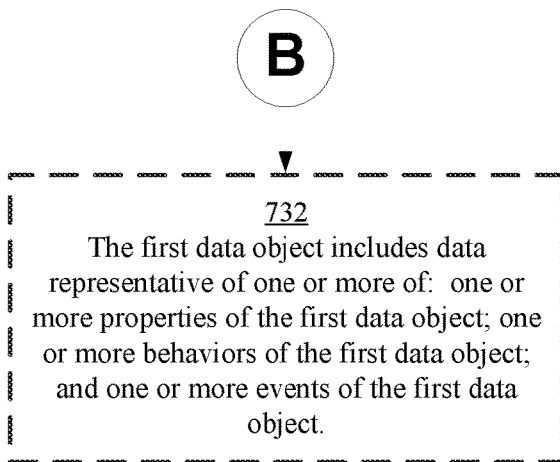 B
732
The first data object includes data
representative of one or more of: one or
more properties of the first data object; one
or more behaviors of the first data object;
and one or more events of the first data
object.